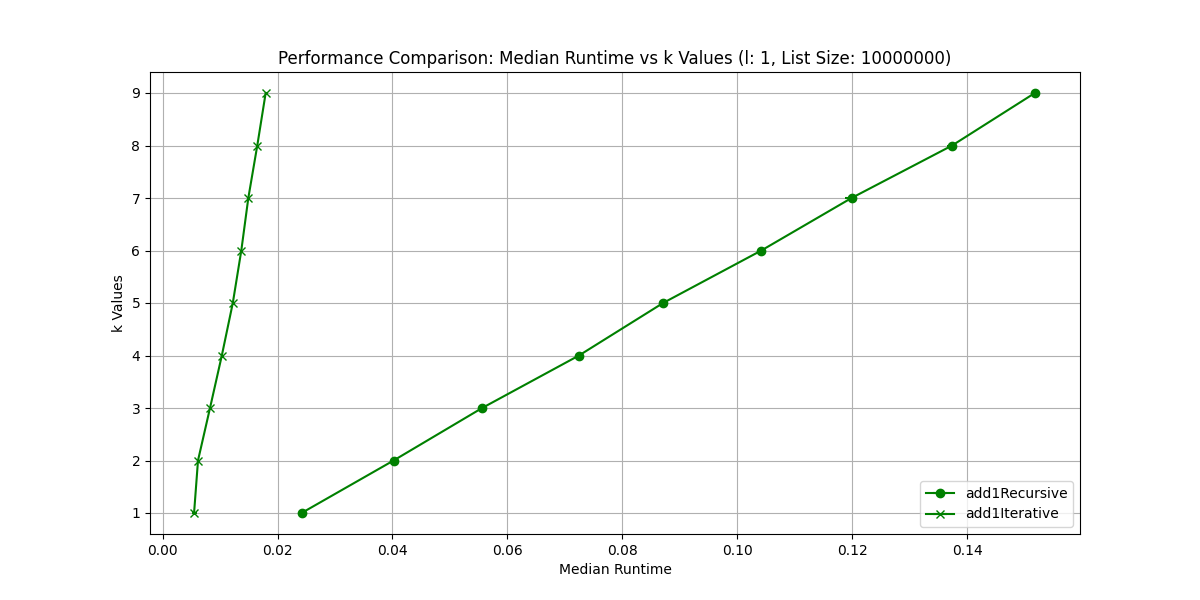 Performance Comparison: Median Runtime vs k Values (l: 1, List Size: 10000000)
k Values
9
8
7
6
5
4
3
2
1
0.00 0.02 0.04 0.06 0.08 0.10 0.12 0.14
Median Runtime
add1Recursive
add1Iterative